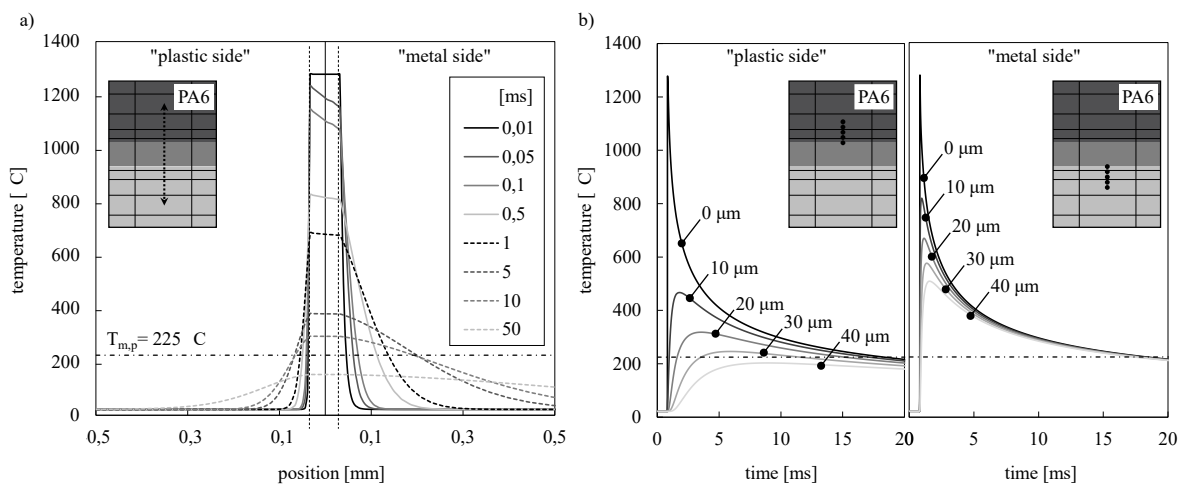 a)
"plastic side"
"metal side"
1400
1200
1000
800
600
400
200
0
temperature [ C]
PA6
T_m,p = 225 C
[ms]
0,01
0,05
0,1
0,5
1
5
10
50
0,5
0,3
0,1
0,1
0,3
0,5
position [mm]
b)
"plastic side"
"metal side"
1400
1200
1000
800
600
400
200
0
temperature [ C]
PA6
0 μm
10 μm
20 μm
30 μm
40 μm
PA6
0 μm
10 μm
20 μm
30 μm
40 μm
0
5
10
15
20
0
5
10
15
20
time [ms]
time [ms]